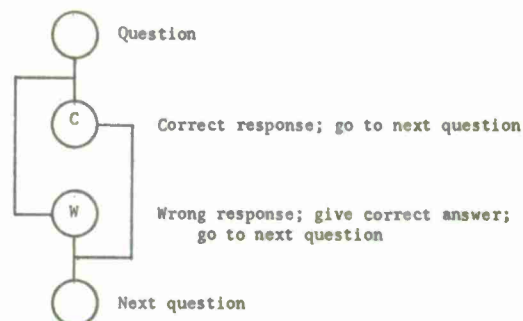 Question
C
Correct response; go to next question
W
Wrong response; give correct answer;
go to next question
Next question